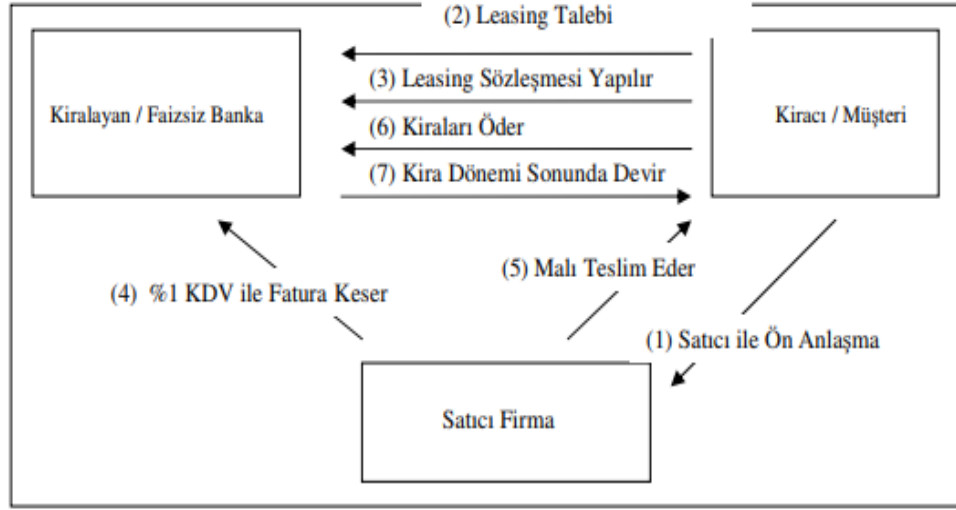 (2) Leasing Talebi
(3) Leasing Sözleşmesi Yapılır
Kiralayan / Faizsiz Banka
Kiracı / Müşteri
(6) Kiraları Öder
(7) Kira Dönemi Sonunda Devir
(5) Malı Teslim Eder
(4) %1 KDV ile Fatura Keser
(1) Satıcı ile Ön Anlaşma
Satıcı Firma